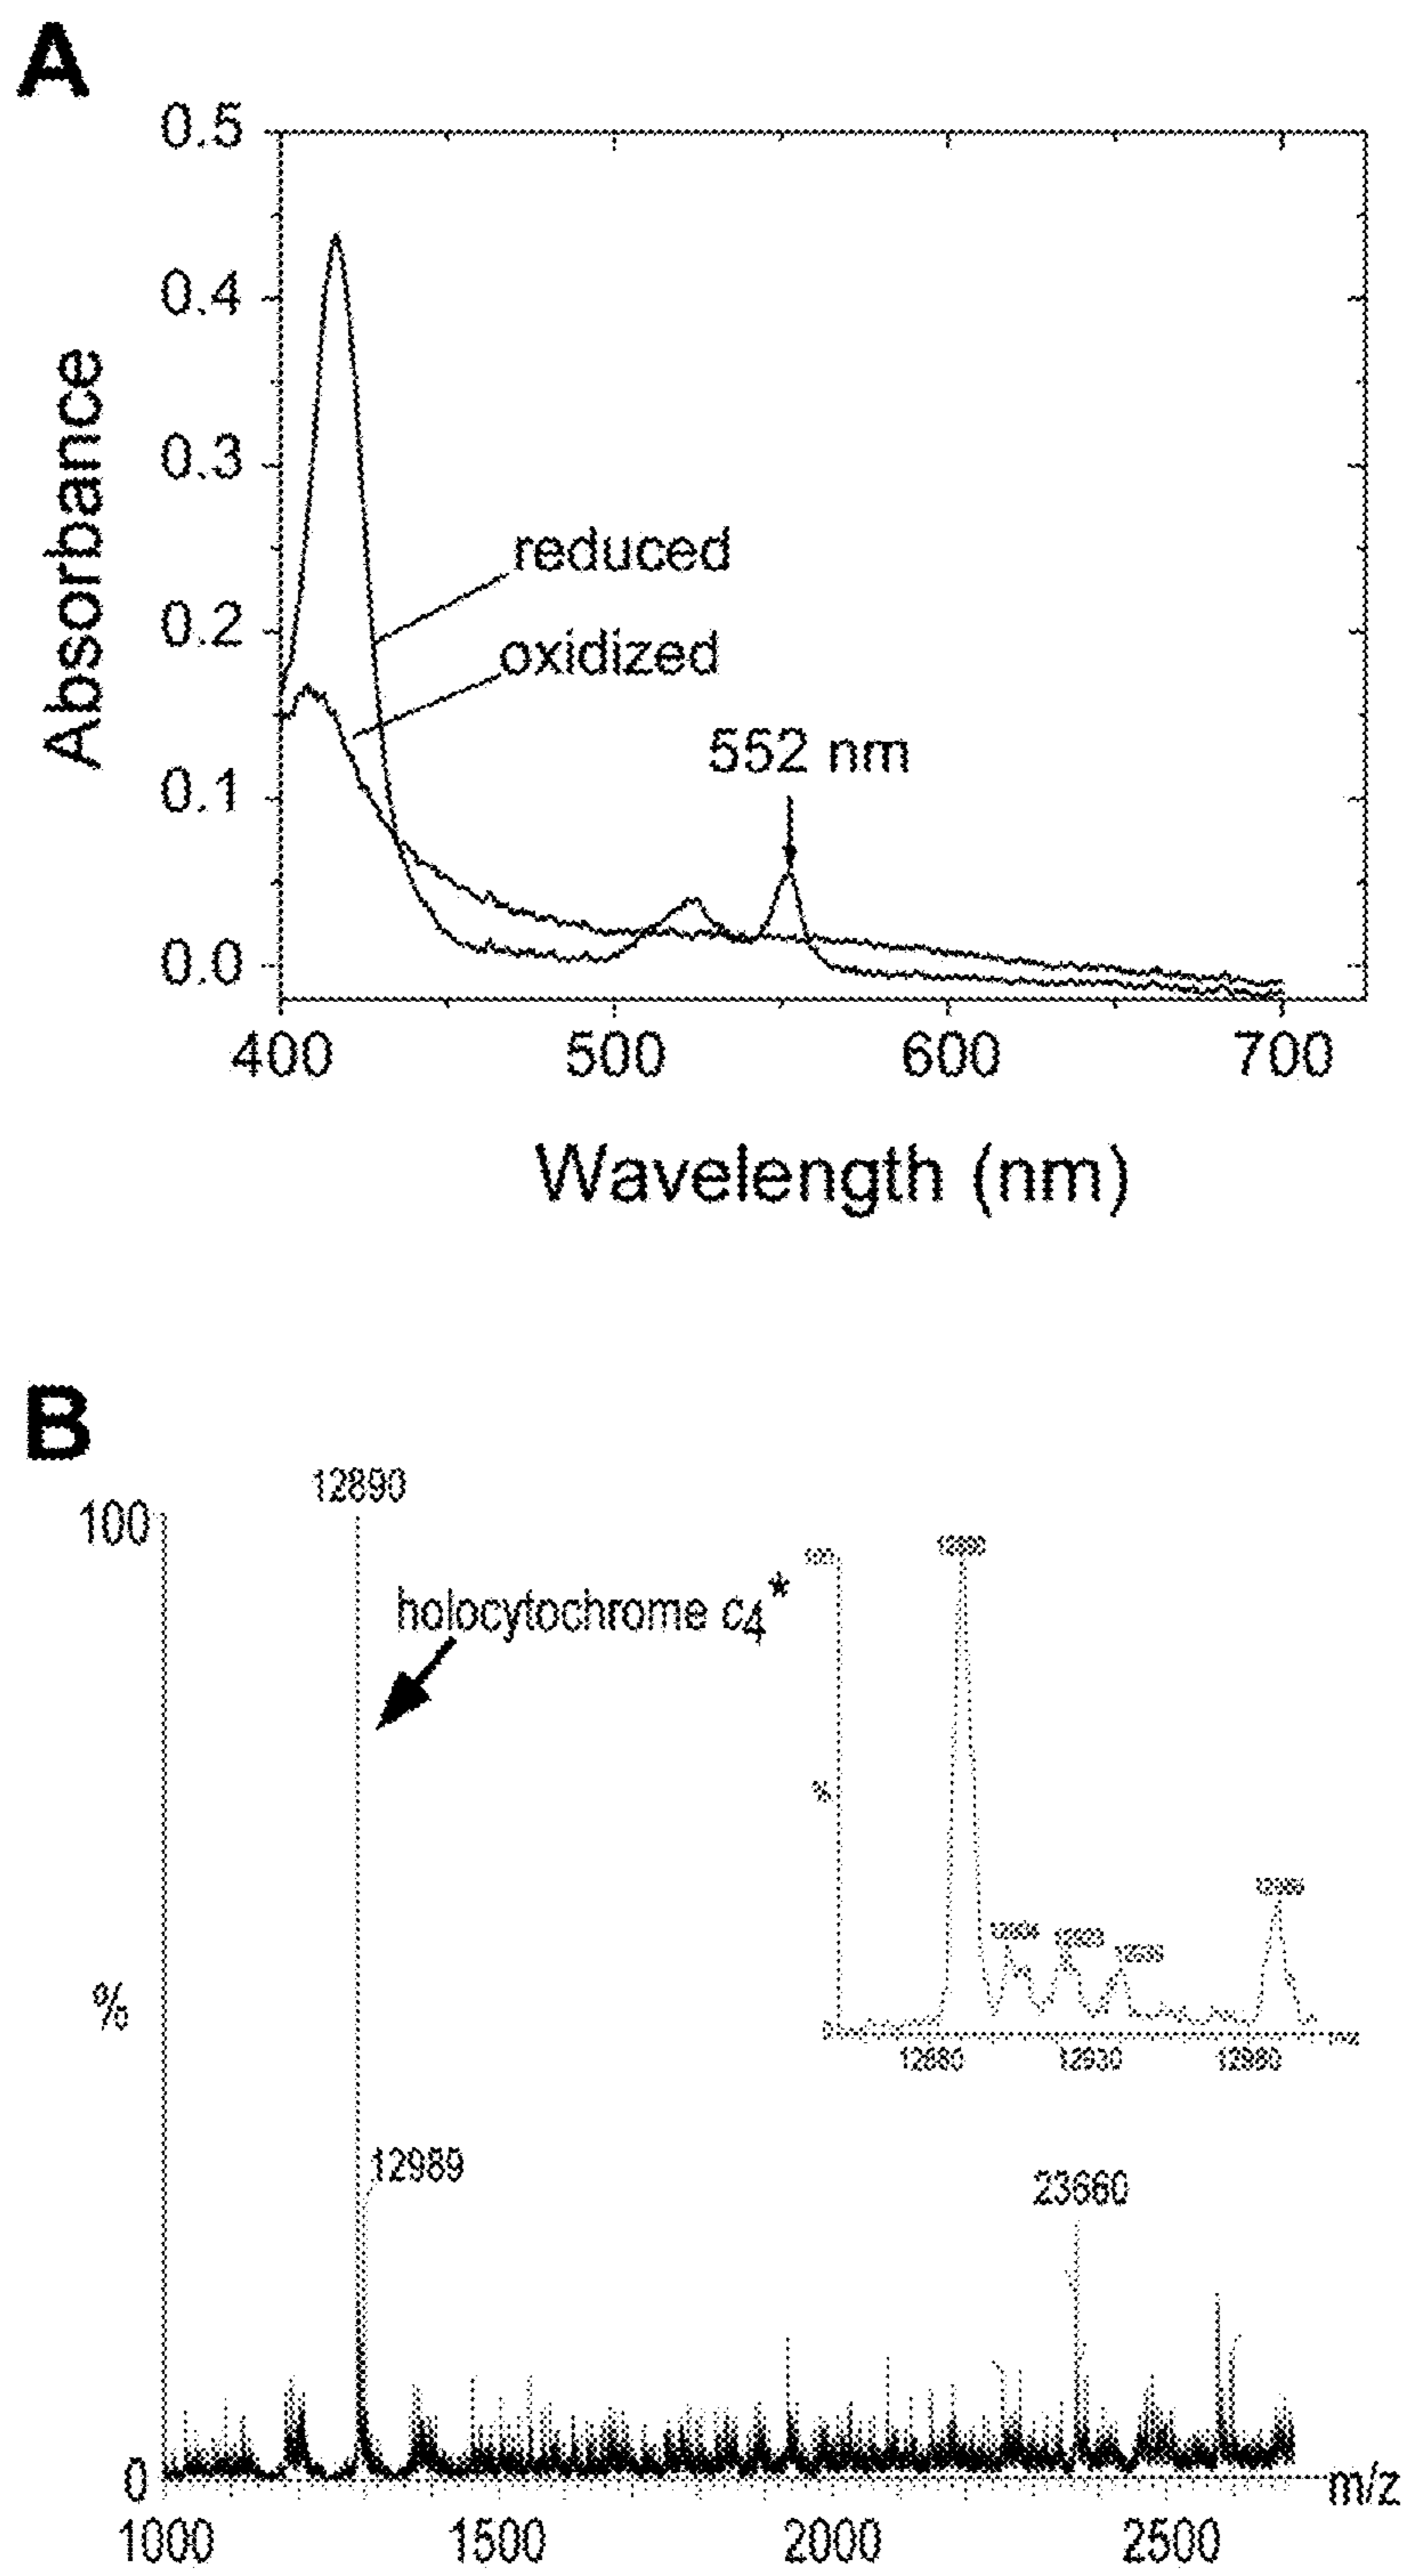 A
0.5
0.4
0.3
0.2
0.1
0.0
Absorbance
reduced
oxidized
552 nm
400 500 600 700
Wavelength (nm)
B
100
%
0
12890
holocytochrome c4*
12989
23660
%
12880 12930 12980
1000 1500 2000 2500
m/z